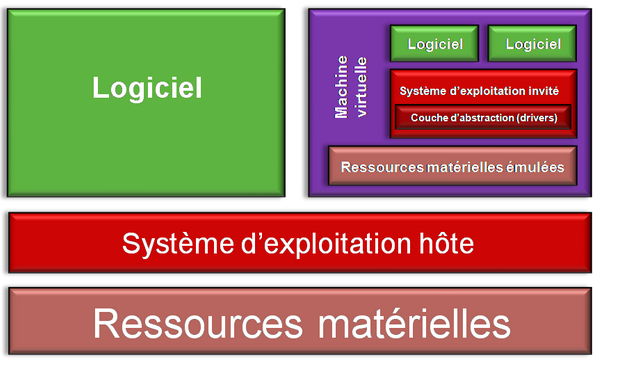 Logiciel
Machine
virtuelle
Logiciel
Logiciel
Système d'exploitation invité
Couche d'abstraction (drivers)
Ressources matérielles émulées
Système d'exploitation hôte
Ressources matérielles